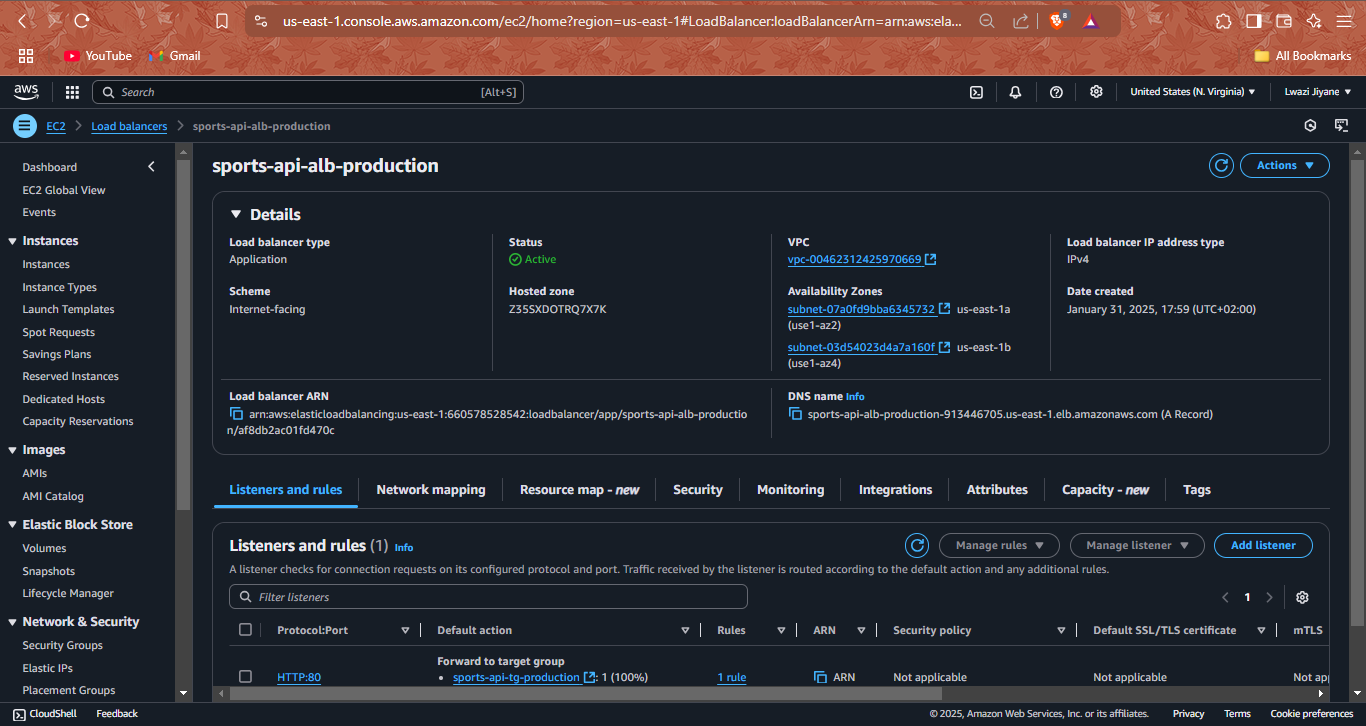 us-east-1.console.aws.amazon.com/ec2/home?region=us-east-1#LoadBalancer:loadBalancerArn=arn:aws:ela...
8
YouTube
Gmail
All Bookmarks
aws
Search
[Alt+S]
United States (N. Virginia)
Lwazi Jiyane
EC2
Load balancers
sports-api-alb-production
Dashboard
EC2 Global View
Events
Instances
Instances
Instance Types
Launch Templates
Spot Requests
Savings Plans
Reserved Instances
Dedicated Hosts
Capacity Reservations
Images
AMIs
AMI Catalog
Elastic Block Store
Volumes
Snapshots
Lifecycle Manager
Network & Security
Security Groups
Elastic IPs
Placement Groups
sports-api-alb-production
Actions
Details
Load balancer type
Application
Status
Active
VPC
vpc-00462312425970669
Load balancer IP address type
IPv4
Scheme
Internet-facing
Hosted zone
Z35SXDOTRQ7X7K
Availability Zones
subnet-07a0fd9bba6345732 us-east-1a
(use1-az2)
subnet-03d54023d4a7a160f us-east-1b
(use1-az4)
Date created
January 31, 2025, 17:59 (UTC+02:00)
Load balancer ARN
arn:aws:elasticloadbalancing:us-east-1:660578528542:loadbalancer/app/sports-api-alb-productio
n/af8db2ac01fd470c
DNS name Info
sports-api-alb-production-913446705.us-east-1.elb.amazonaws.com (A Record)
Listeners and rules
Network mapping
Resource map - new
Security
Monitoring
Integrations
Attributes
Capacity - new
Tags
Listeners and rules (1) Info
Manage rules
Manage listener
Add listener
A listener checks for connection requests on its configured protocol and port. Traffic received by the listener is routed according to the default action and any additional rules.
Filter listeners
1
Protocol:Port
Default action
Rules
ARN
Security policy
Default SSL/TLS certificate
mTLS
HTTP:80
Forward to target group
• sports-api-tg-production : 1 (100%)
1 rule
ARN
Not applicable
Not applicable
Not ap
CloudShell
Feedback
© 2025, Amazon Web Services, Inc. or its affiliates.
Privacy
Terms
Cookie preferences